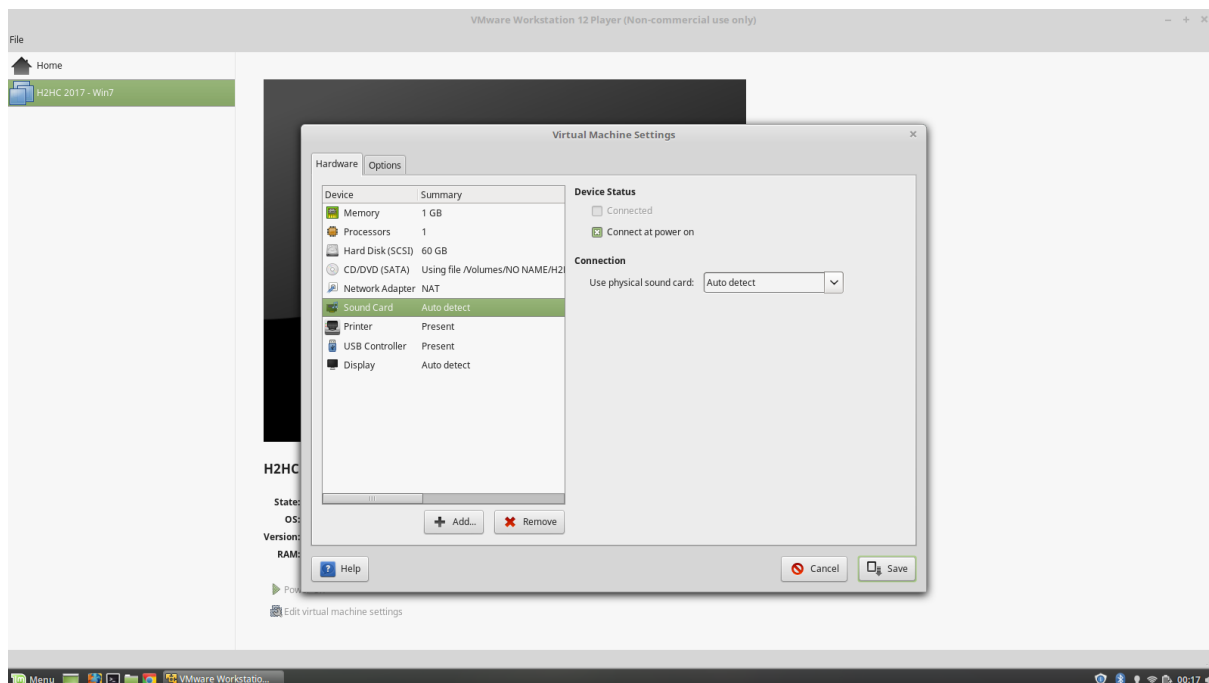 VMware Workstation 12 Player (Non-commercial use only)
File
Home
H2HC 2017 - Win7
Virtual Machine Settings
Hardware Options
Device Summary
Memory 1 GB
Processors 1
Hard Disk (SCSI) 60 GB
CD/DVD (SATA) Using file /Volumes/NO NAME/H2
Network Adapter NAT
Sound Card Auto detect
Printer Present
USB Controller Present
Display Auto detect
Device Status
Connected
Connect at power on
Connection
Use physical sound card: Auto detect
Add... Remove
Help Cancel Save
H2HC
State:
OS:
Version:
RAM:
Edit virtual machine settings
Menu VMware Workstatio... 00:17